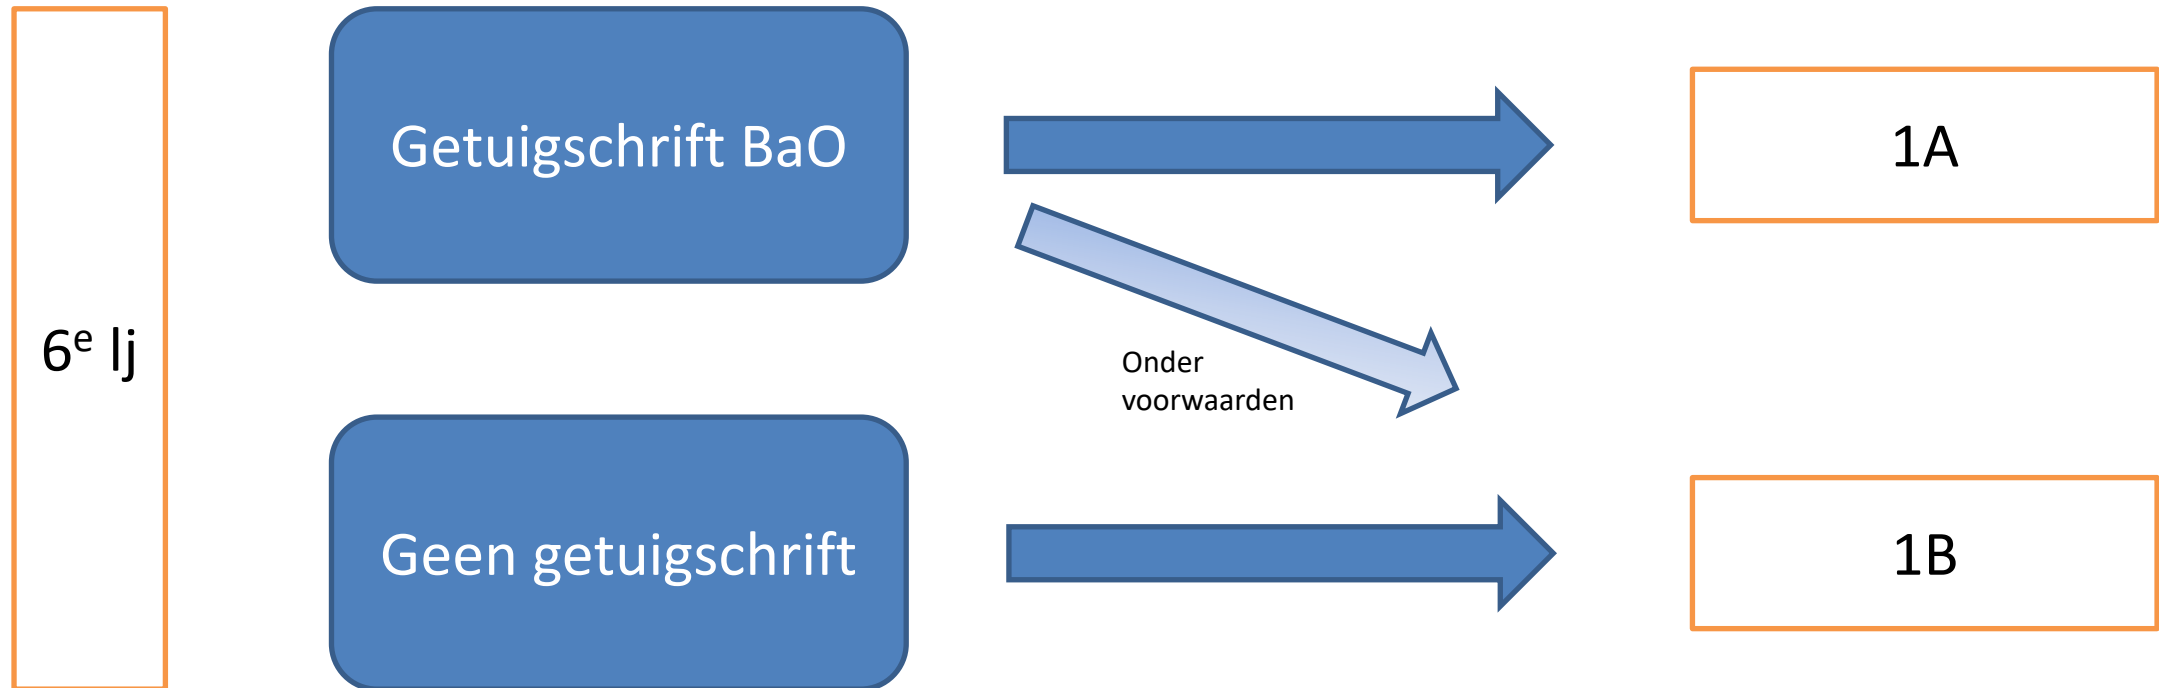 Getuigschrift BaO
1A
6e lj
Onder
voorwaarden
Geen getuigschrift
1B